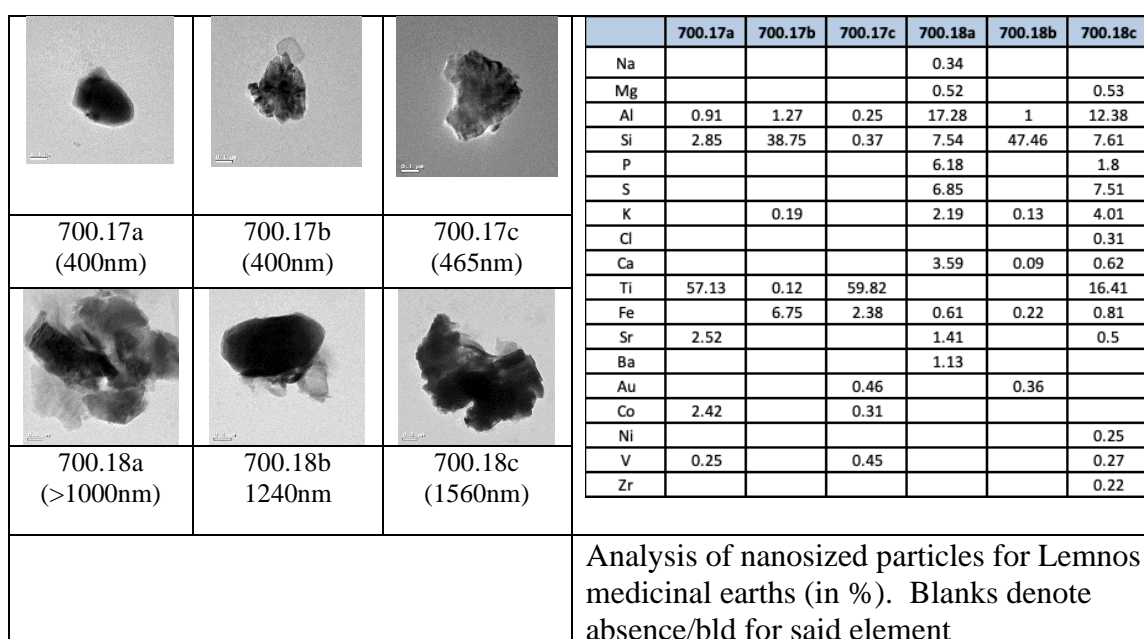 700.17a 700.17b 700.17c
(400nm) (400nm) (465nm)
700.18a 700.18b 700.18c
(>1000nm) 1240nm (1560nm)
700.17a 700.17b 700.17c 700.18a 700.18b 700.18c
Na 0.34
Mg 0.52 0.53
Al 0.91 1.27 0.25 17.28 1 12.38
Si 2.85 38.75 0.37 7.54 47.46 7.61
P 6.18 1.8
S 6.85 7.51
K 0.19 2.19 0.13 4.01
Cl 0.31
Ca 3.59 0.09 0.62
Ti 57.13 0.12 59.82 16.41
Fe 6.75 2.38 0.61 0.22 0.81
Sr 2.52 1.41 0.5
Ba 1.13
Au 0.46 0.36
Co 2.42 0.31
Ni 0.25
V 0.25 0.45 0.27
Zr 0.22
Analysis of nanosized particles for Lemnos
medicinal earths (in %). Blanks denote
absence/bld for said element